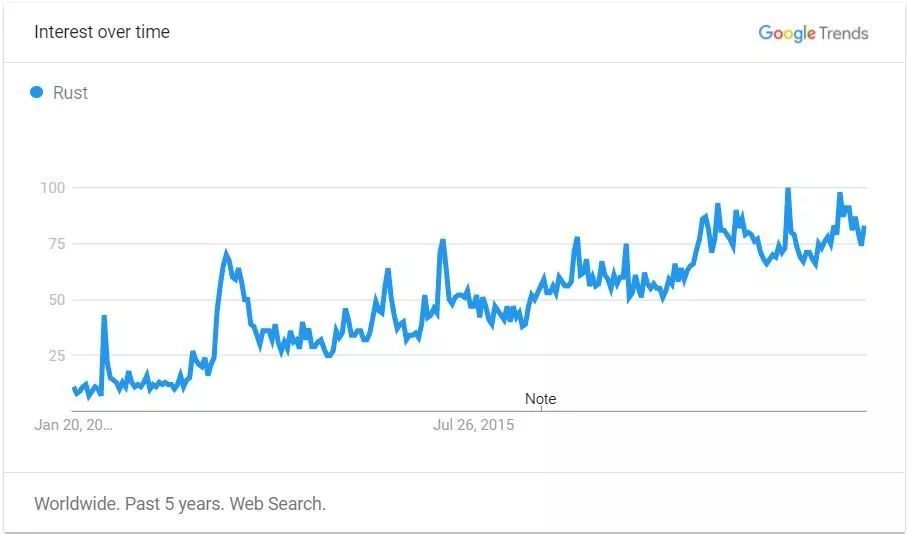 Interest over time
Google Trends
Rust
100
75
50
25
Note
Jan 20, 20...
Jul 26, 2015
Worldwide. Past 5 years. Web Search.